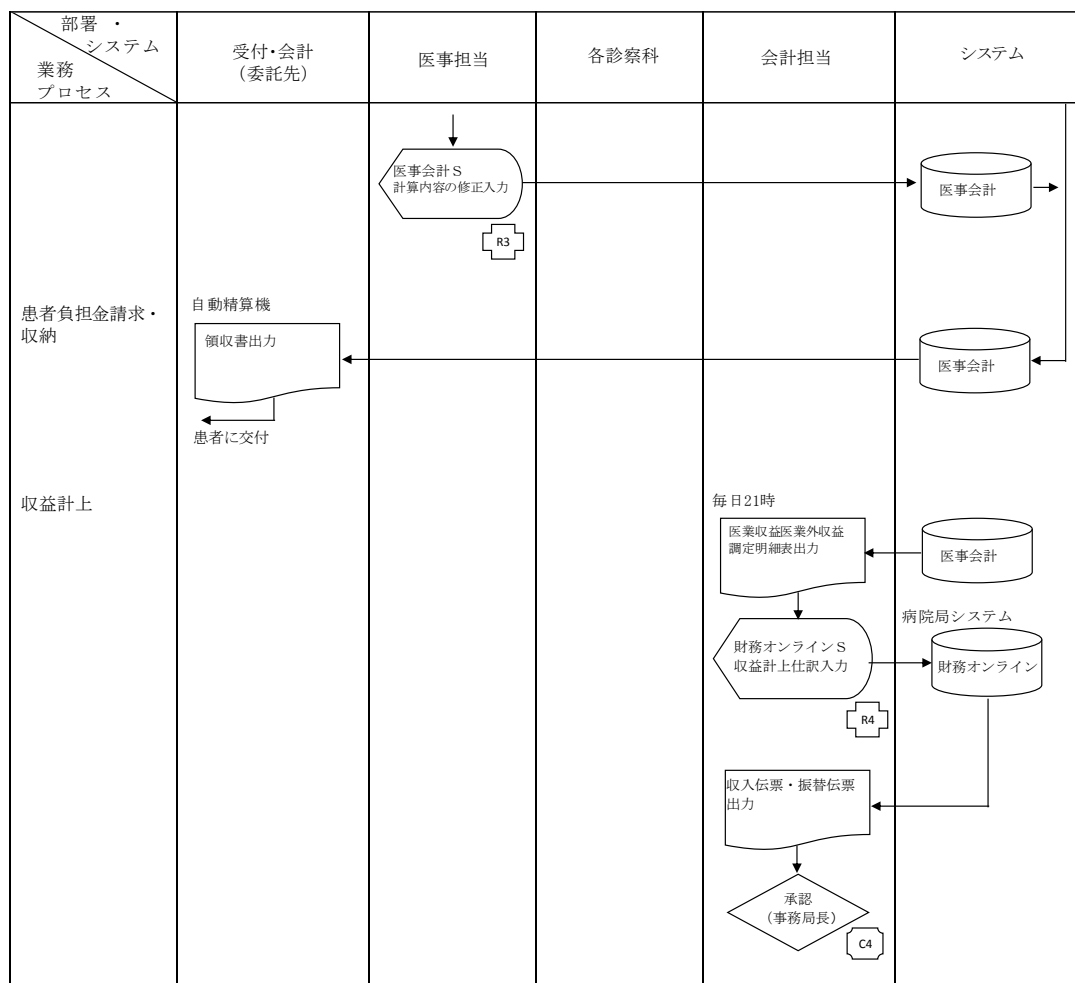 部署 ・
システム
業務
プロセス
受付・会計
（委託先）
医事担当
各診察科
会計担当
システム
医事会計Ｓ
計算内容の修正入力
医事会計
R3
患者負担金請求・
収納
自動精算機
領収書出力
医事会計
患者に交付
収益計上
毎日21時
医業収益医業外収益
調定明細表出力
医事会計
病院局システム
財務オンラインＳ
収益計上仕訳入力
財務オンライン
R4
収入伝票・振替伝票
出力
承認
（事務局長）
C4